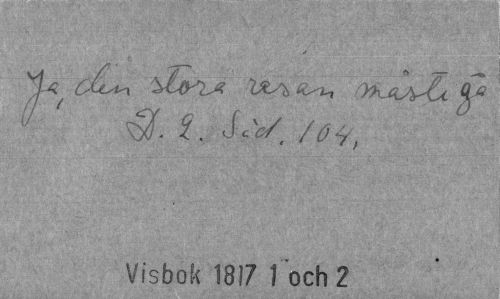 Ja, den stora resan måste gå
D. 2. Sid. 104.
Visbok 1817 1 och 2